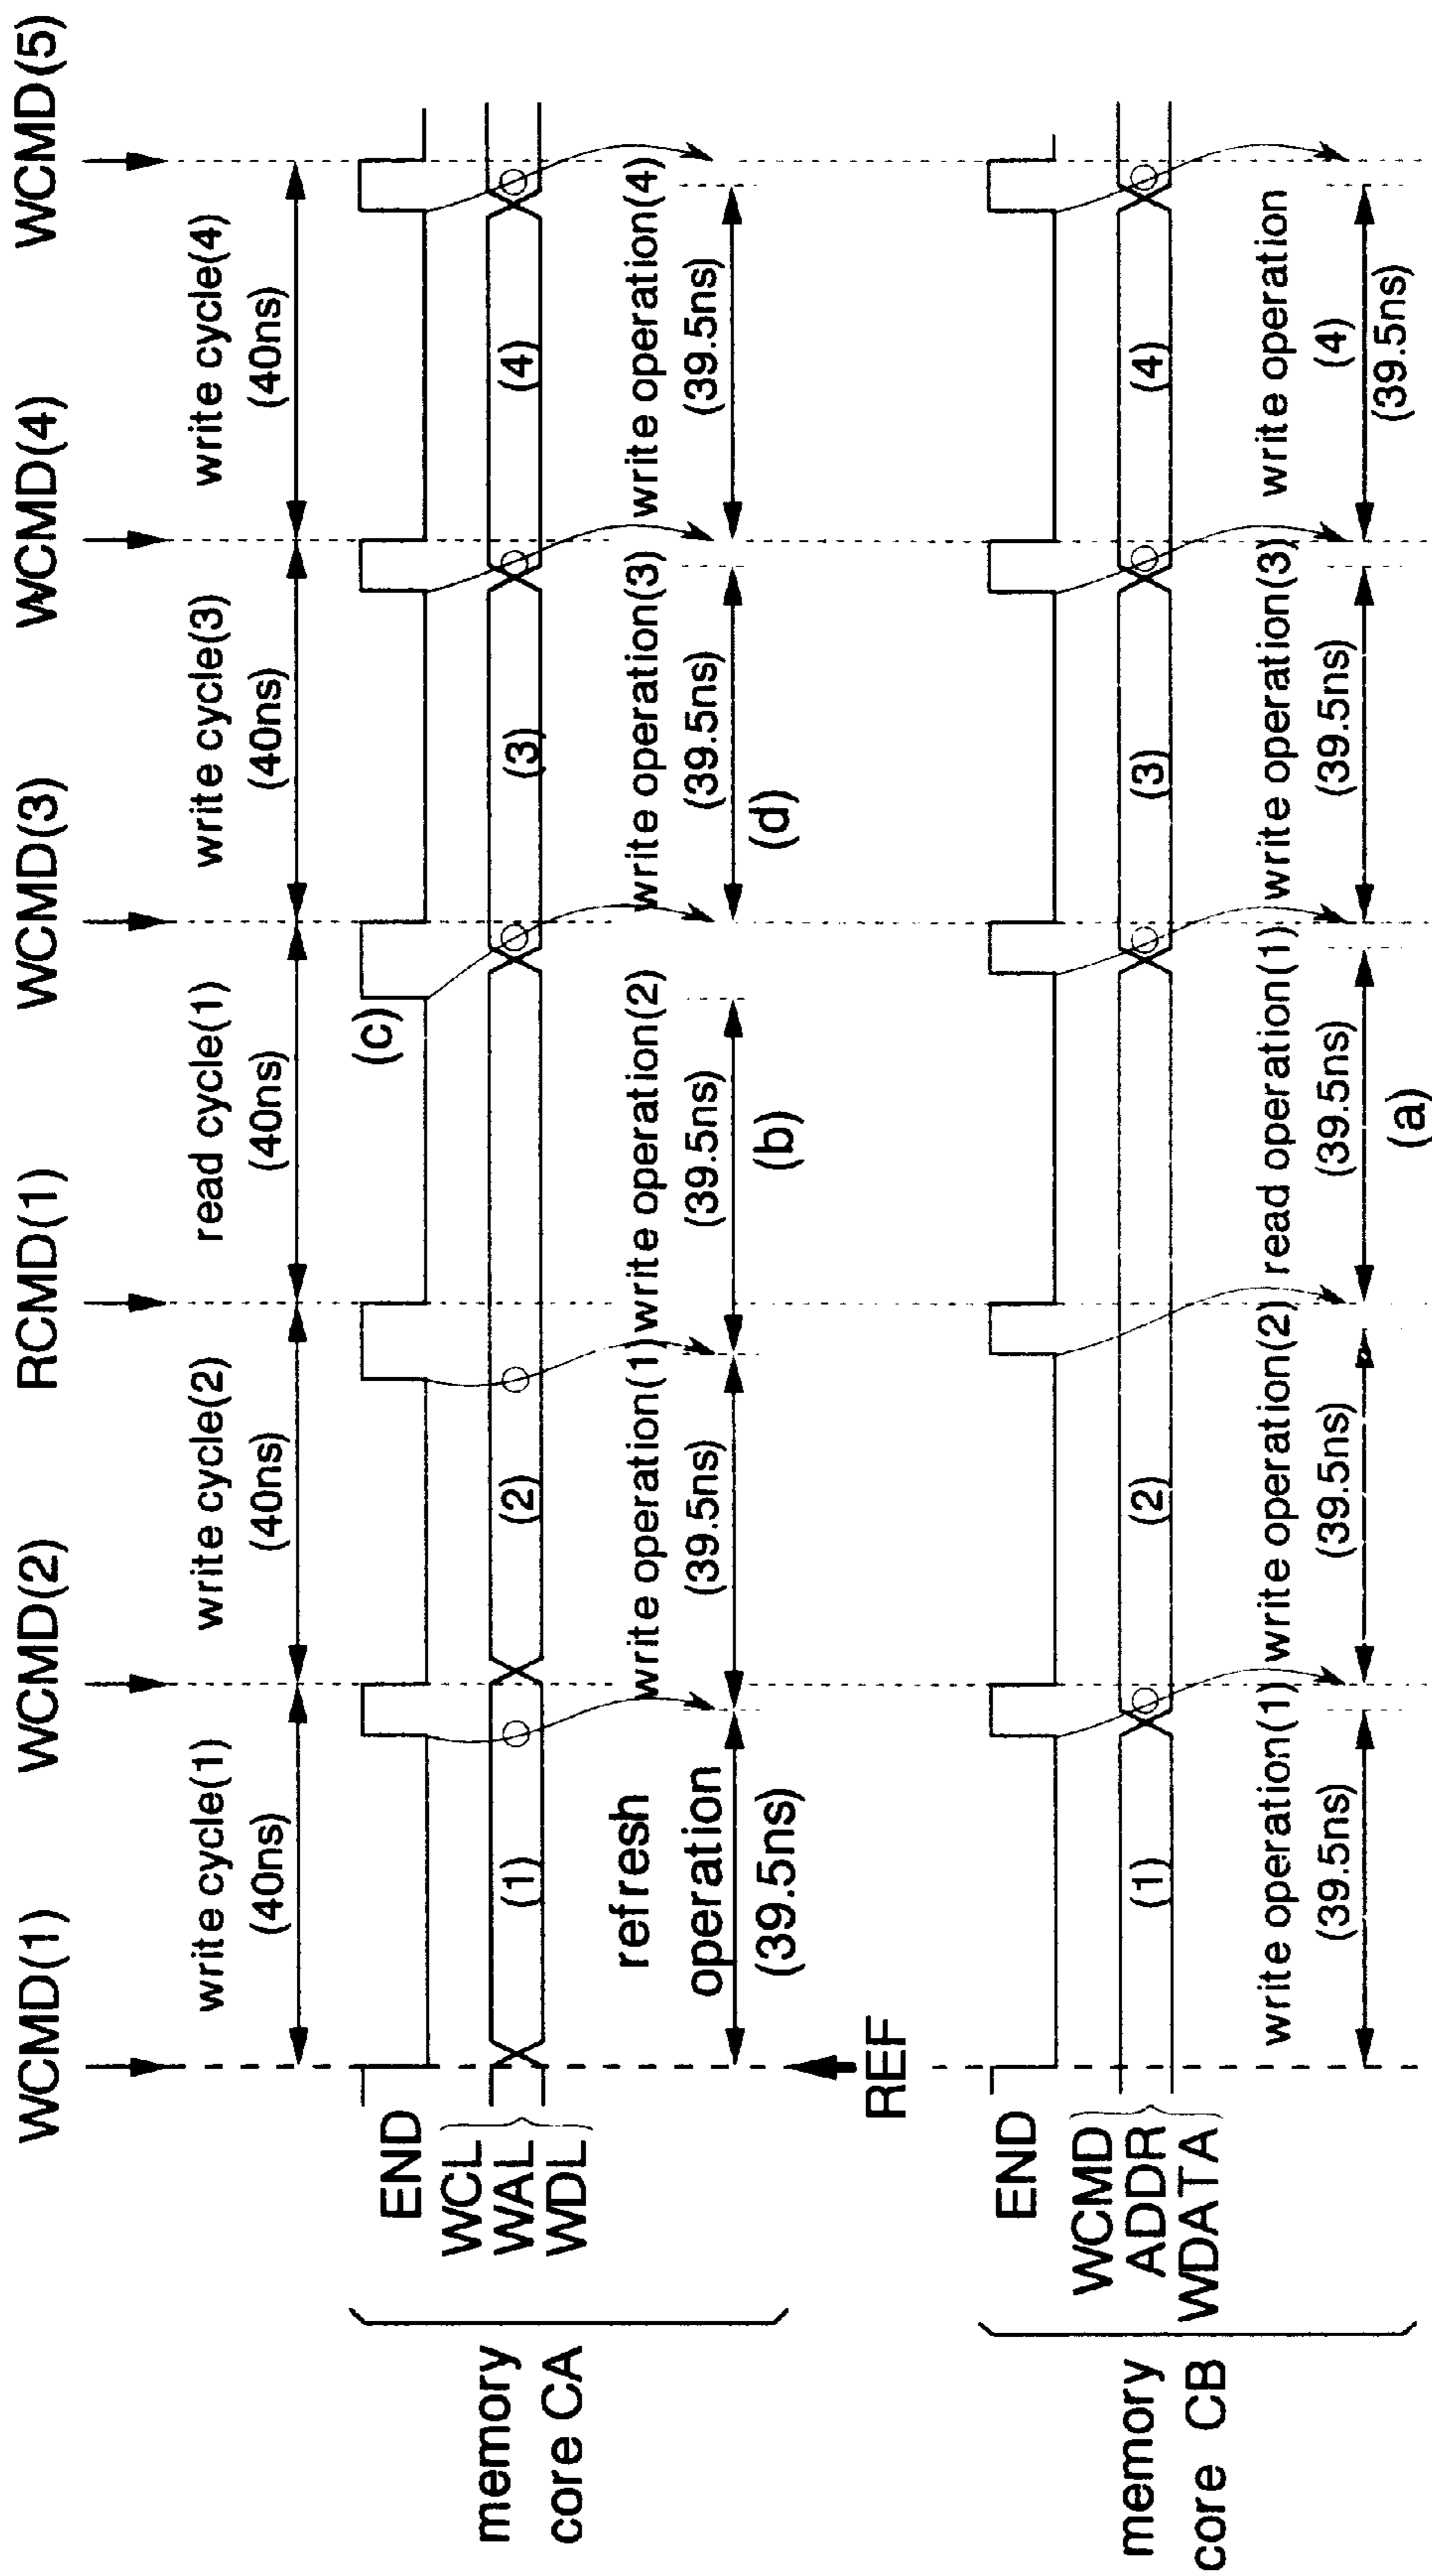 WCMD(1) WCMD(2) RCMD(1) WCMD(3) WCMD(4) WCMD(5)
write cycle(1) write cycle(2) read cycle(1) write cycle(3) write cycle(4)
(40ns) (40ns) (40ns) (40ns) (40ns)
memory
core CA
END
(c)
WCL
WAL
WDL
(1) (2) (3) (4)
refresh
operation
(39.5ns)
write operation(1) write operation(2) write operation(3) write operation(4)
(39.5ns) (39.5ns) (39.5ns) (39.5ns)
(b) (d)
REF
memory
core CB
END
WCMD
ADDR
WDATA
(1) (2) (3) (4)
write operation(1) write operation(2) read operation(1) write operation(3) write operation
(4)
(39.5ns) (39.5ns) (39.5ns) (39.5ns) (39.5ns)
(a)